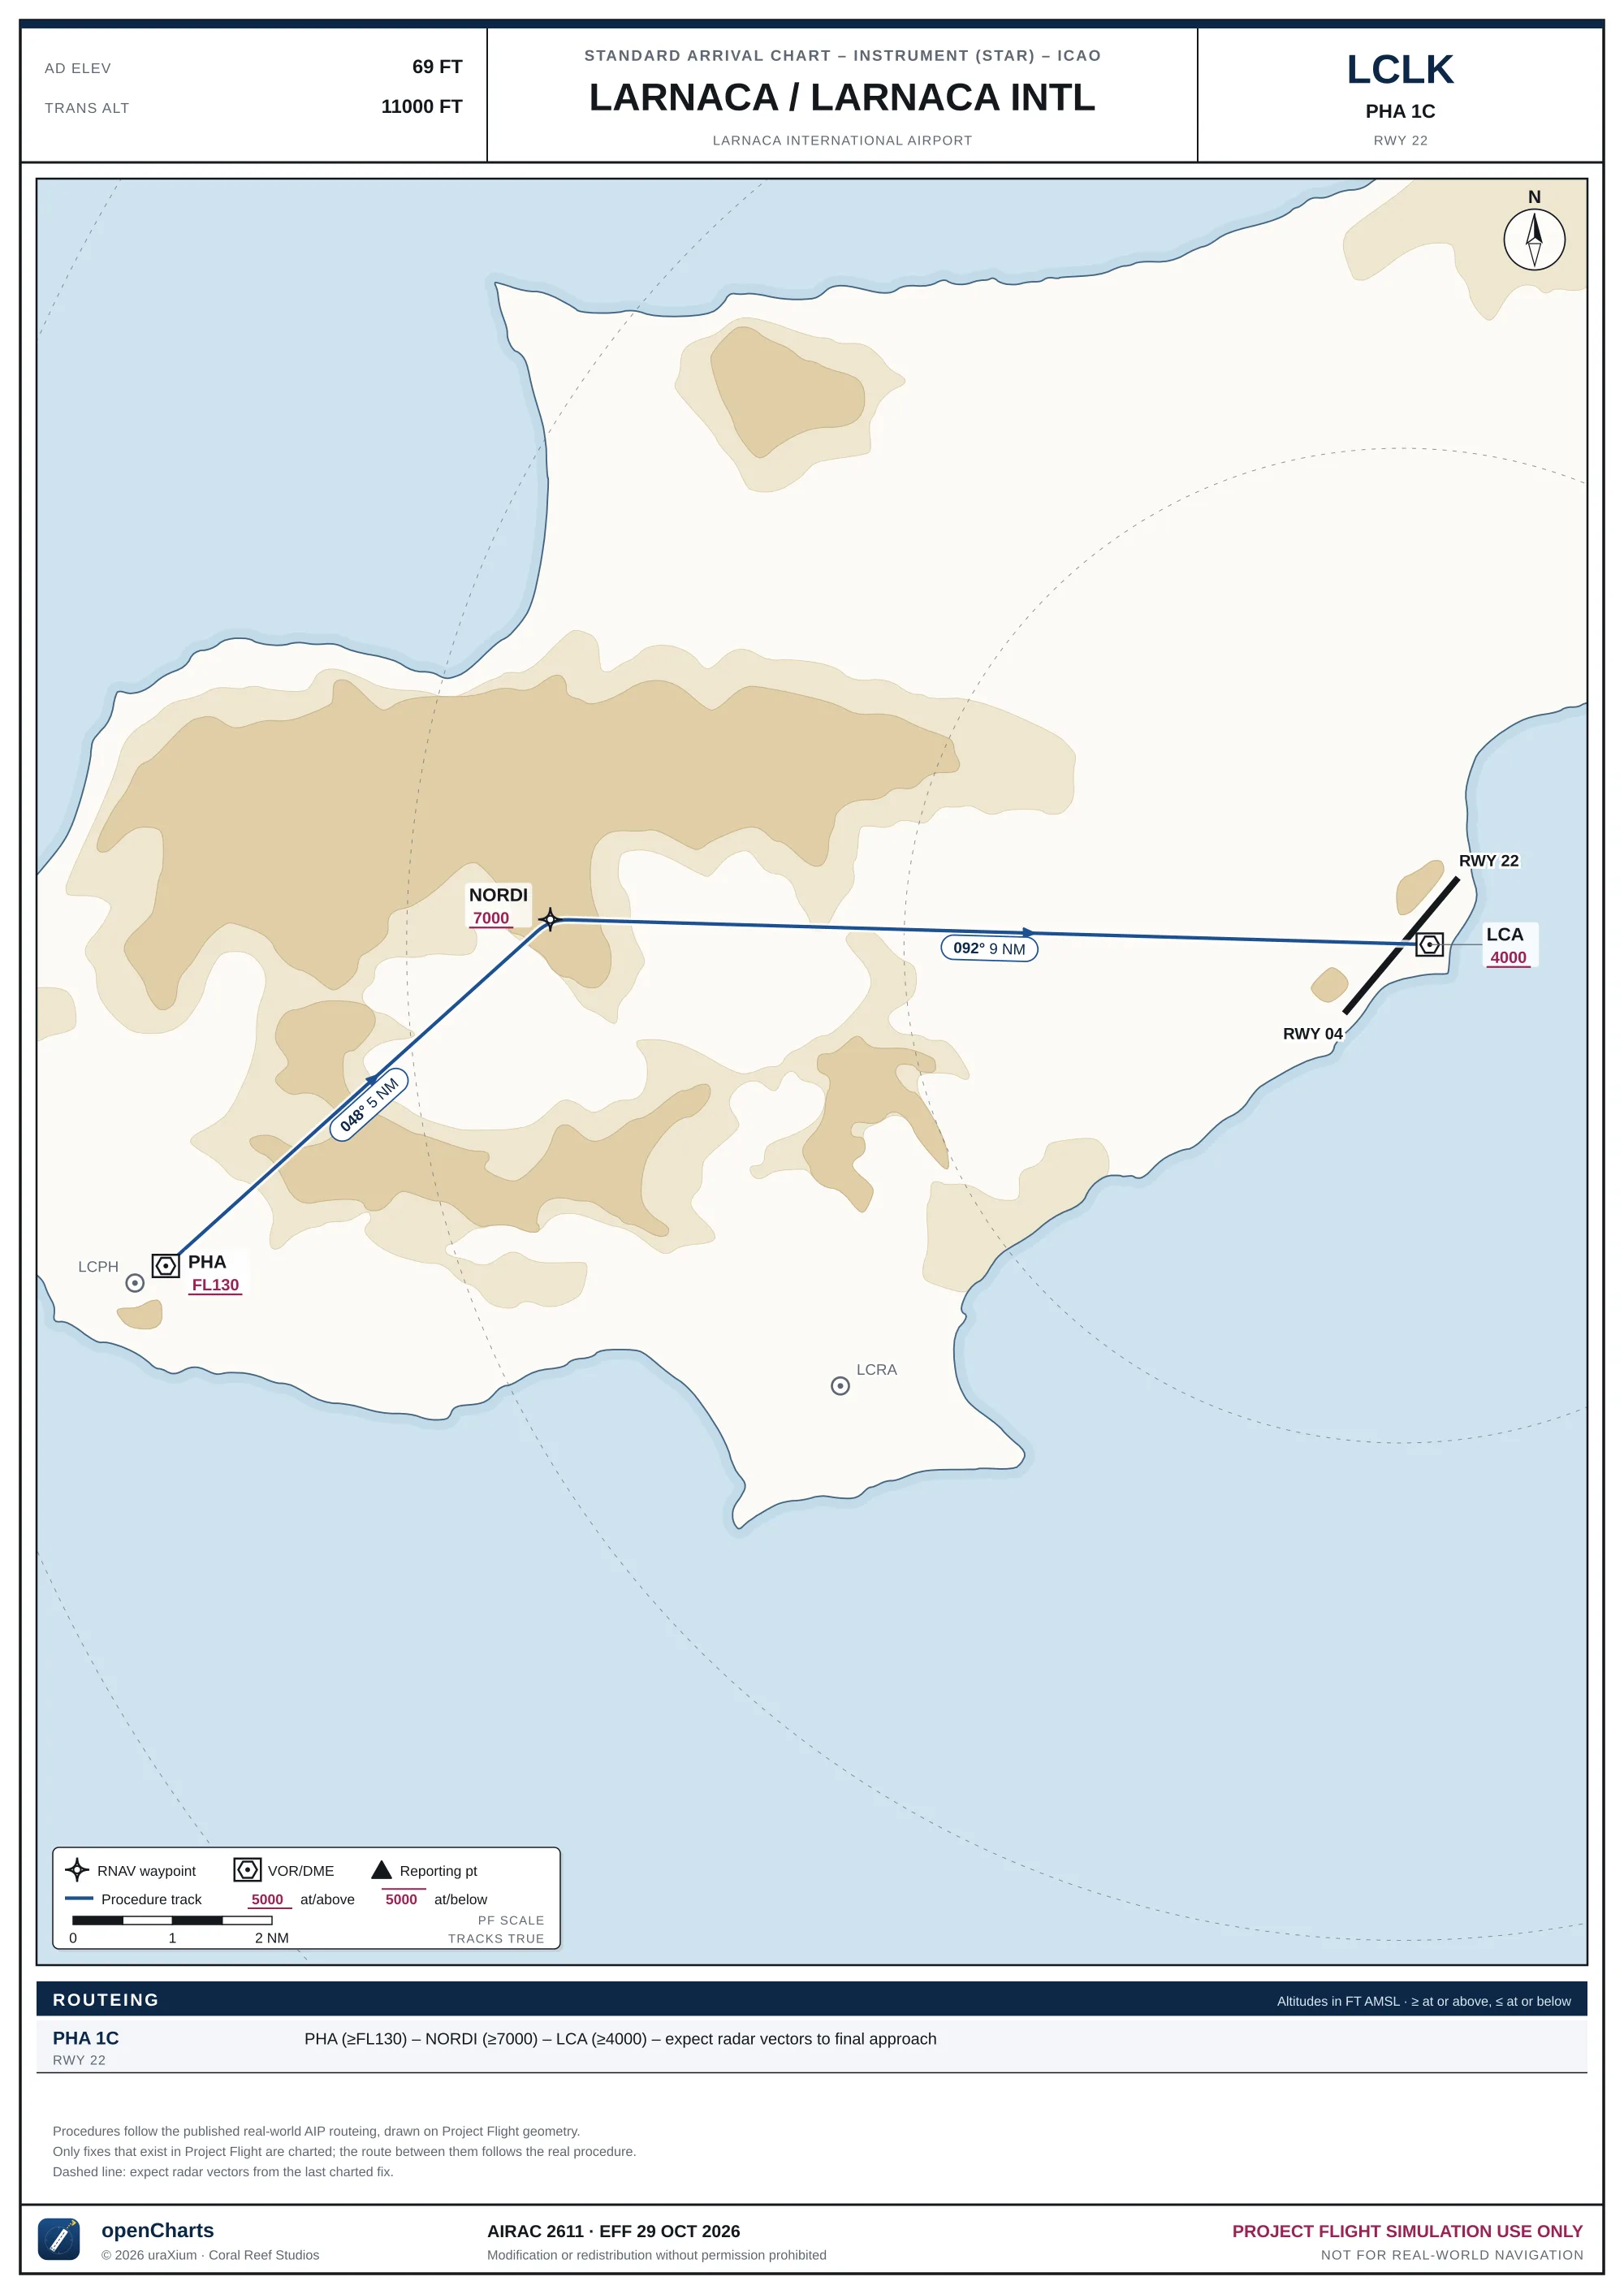 AD ELEV 69 FT
TRANS ALT 11000 FT
STANDARD ARRIVAL CHART – INSTRUMENT (STAR) – ICAO
LARNACA / LARNACA INTL
LARNACA INTERNATIONAL AIRPORT
LCLK
PHA 1C
RWY 22
N
RWY 22
NORDI
7000
092° 9 NM
LCA
4000
RWY 04
048° 5 NM
LCPH
PHA
FL130
LCRA
RNAV waypoint VOR/DME Reporting pt
Procedure track 5000 at/above 5000 at/below
PF SCALE
0 1 2 NM TRACKS TRUE
ROUTEING Altitudes in FT AMSL · ≥ at or above, ≤ at or below
PHA 1C PHA (≥FL130) – NORDI (≥7000) – LCA (≥4000) – expect radar vectors to final approach
RWY 22
Procedures follow the published real-world AIP routeing, drawn on Project Flight geometry.
Only fixes that exist in Project Flight are charted; the route between them follows the real procedure.
Dashed line: expect radar vectors from the last charted fix.
openCharts AIRAC 2611 · EFF 29 OCT 2026 PROJECT FLIGHT SIMULATION USE ONLY
© 2026 uraXium · Coral Reef Studios Modification or redistribution without permission prohibited NOT FOR REAL-WORLD NAVIGATION